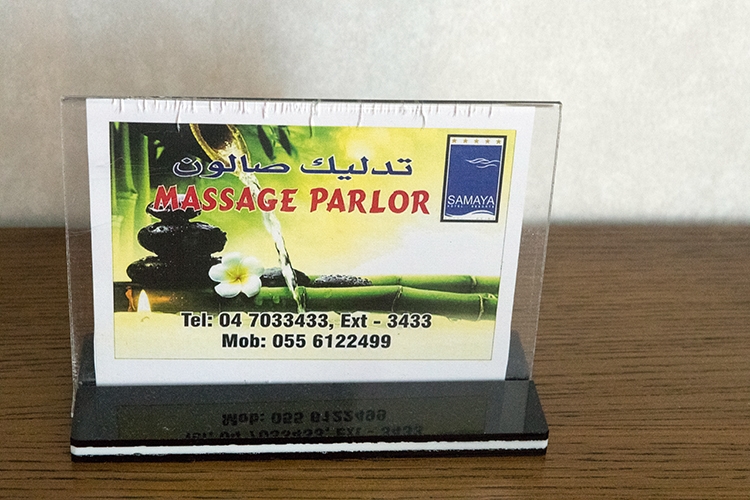 تدليك صالون
MASSAGE PARLOR
SAMAYA
Tel: 04 7033433, Ext - 3433
Mob: 055 6122499